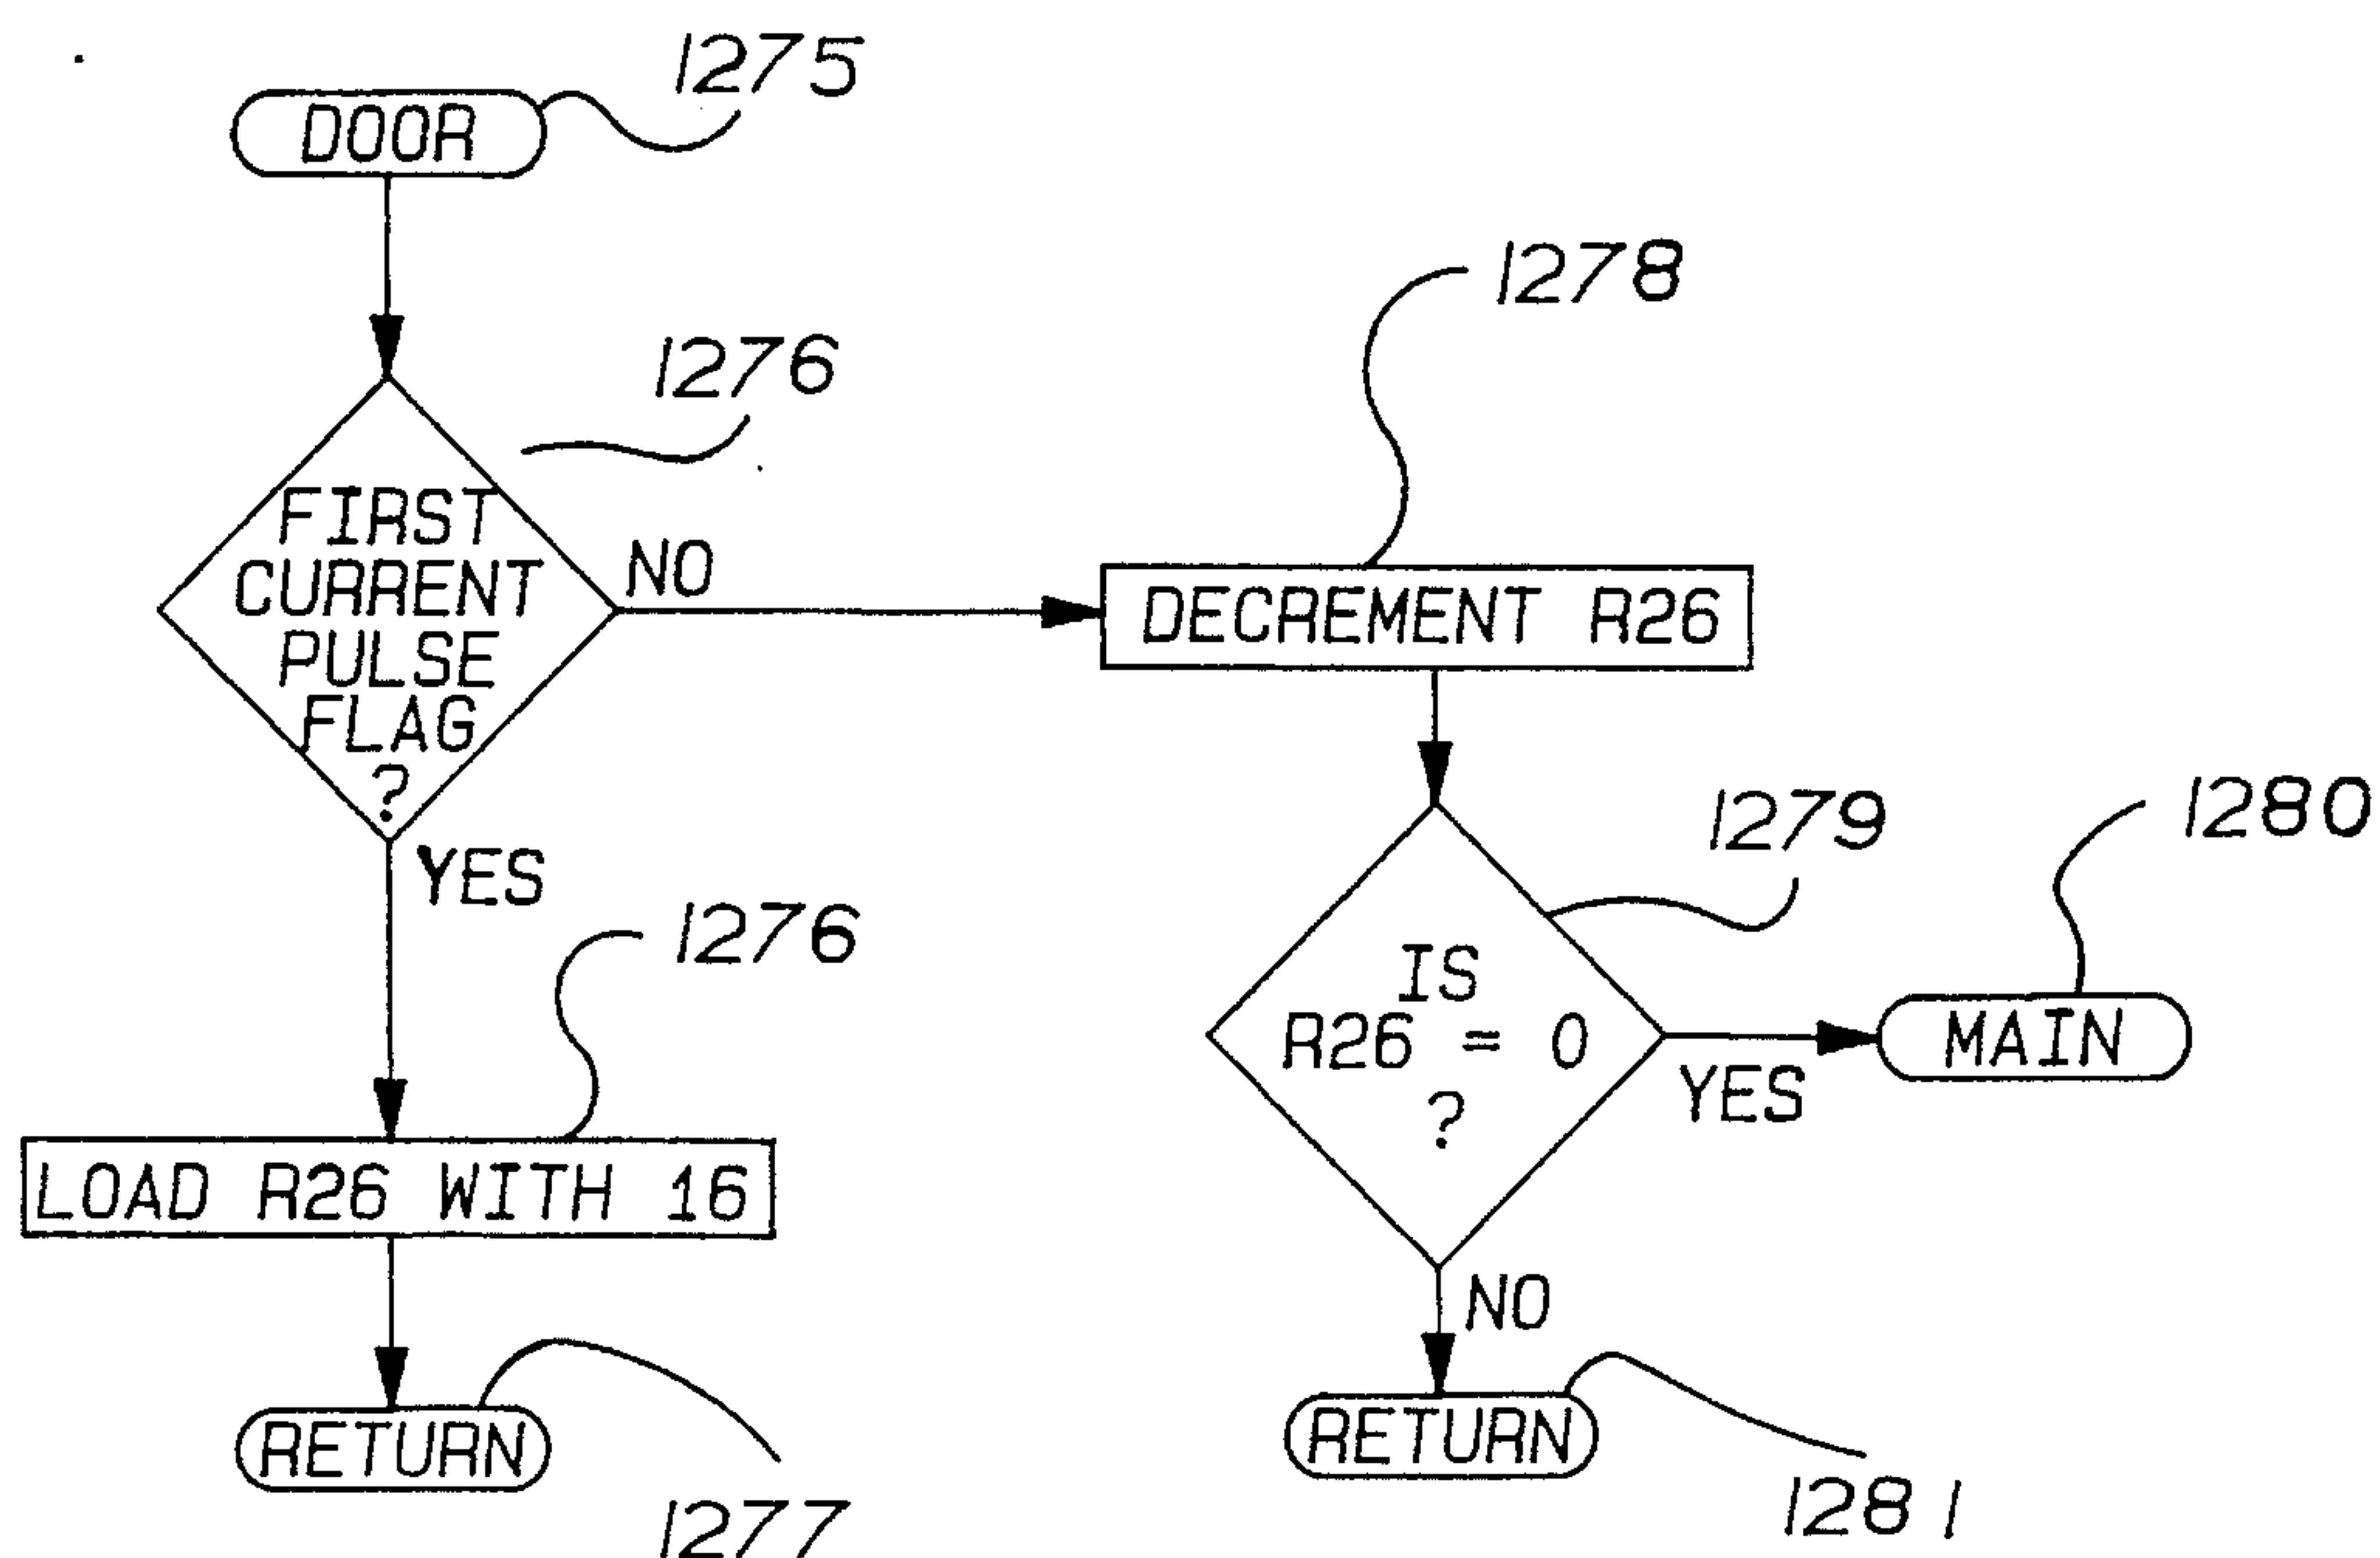 1275
DOOR
1276
FIRST
CURRENT
PULSE
FLAG
?
NO
YES
1276
LOAD R26 WITH 16
RETURN
1277
1278
DECREMENT R26
1279
IS
R26 = 0
?
YES
1280
MAIN
NO
RETURN
1281